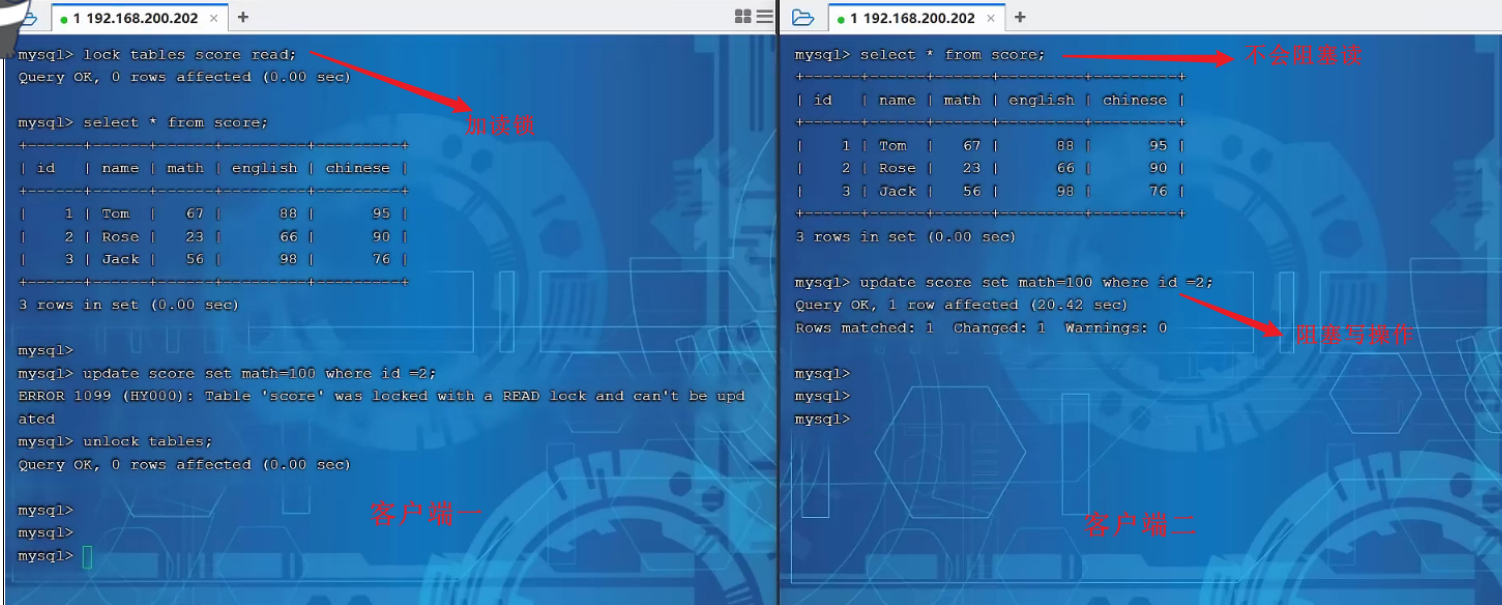 1 192.168.200.202 × +
mysql> lock tables score read;
Query OK, 0 rows affected (0.00 sec)
加读锁
mysql> select * from score;
+------+------+------+---------+---------+
| id   | name | math | english | chinese |
+------+------+------+---------+---------+
|    1 | Tom  |   67 |      88 |      95 |
|    2 | Rose |   23 |      66 |      90 |
|    3 | Jack |   56 |      98 |      76 |
+------+------+------+---------+---------+
3 rows in set (0.00 sec)
mysql>
mysql> update score set math=100 where id =2;
ERROR 1099 (HY000): Table 'score' was locked with a READ lock and can't be upd
ated
mysql> unlock tables;
Query OK, 0 rows affected (0.00 sec)
mysql>
客户端一
mysql>
mysql>
1 192.168.200.202 × +
mysql> select * from score;
不会阻塞读
+------+------+------+---------+---------+
| id   | name | math | english | chinese |
+------+------+------+---------+---------+
|    1 | Tom  |   67 |      88 |      95 |
|    2 | Rose |   23 |      66 |      90 |
|    3 | Jack |   56 |      98 |      76 |
+------+------+------+---------+---------+
3 rows in set (0.00 sec)
mysql> update score set math=100 where id =2;
Query OK, 1 row affected (20.42 sec)
Rows matched: 1  Changed: 1  Warnings: 0
阻塞写操作
mysql>
mysql>
mysql>
客户端二